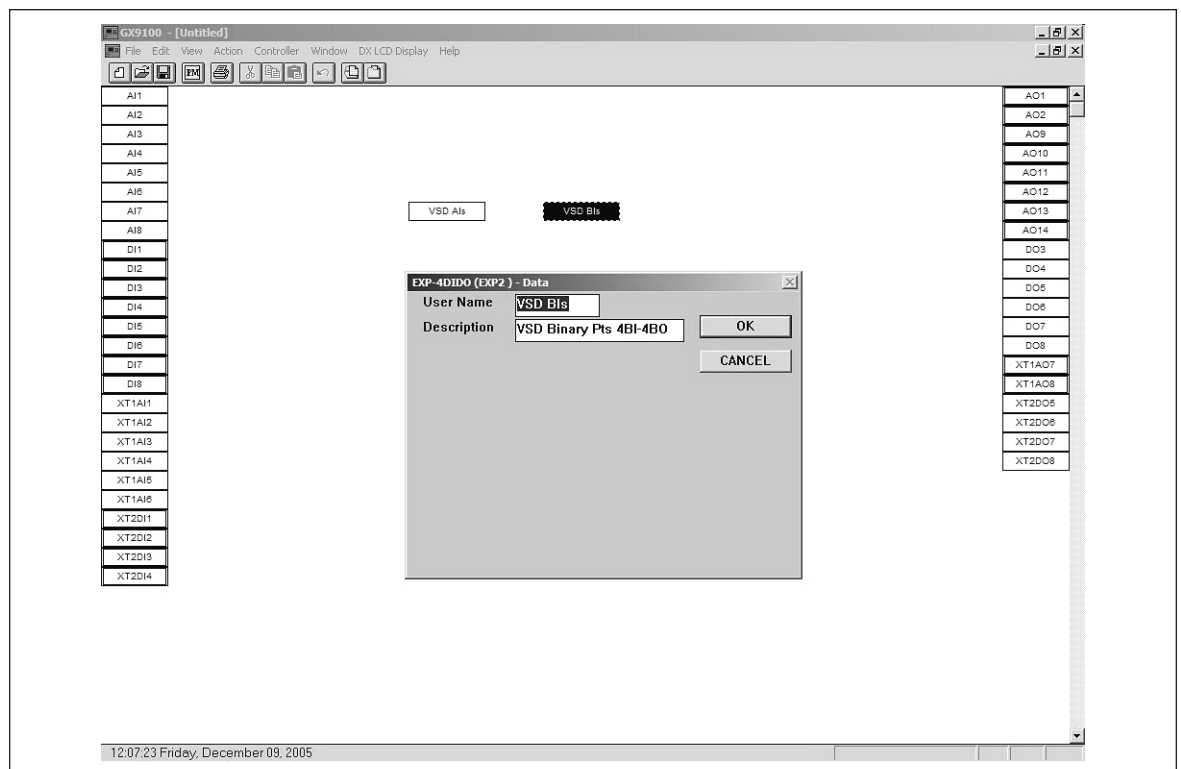 GX9100 - [Untitled]
File Edit View Action Controller Window DX LCD Display Help
PM
AI1
AI2
AI3
AI4
AI5
AI6
AI7
AI8
DI1
DI2
DI3
DI4
DI5
DI6
DI7
DI8
XT1AI1
XT1AI2
XT1AI3
XT1AI4
XT1AI5
XT1AI6
XT2DI1
XT2DI2
XT2DI3
XT2DI4
VSD AIs
VSD BIs
EXP-4DIDO (EXP2 ) - Data
User Name
VSD BIs
Description
VSD Binary Pts 4BI-4BO
OK
CANCEL
AO1
AO2
AO9
AO10
AO11
AO12
AO13
AO14
DO3
DO4
DO5
DO6
DO7
DO8
XT1AO7
XT1AO8
XT2DO5
XT2DO6
XT2DO7
XT2DO8
12:07:23 Friday, December 09, 2005